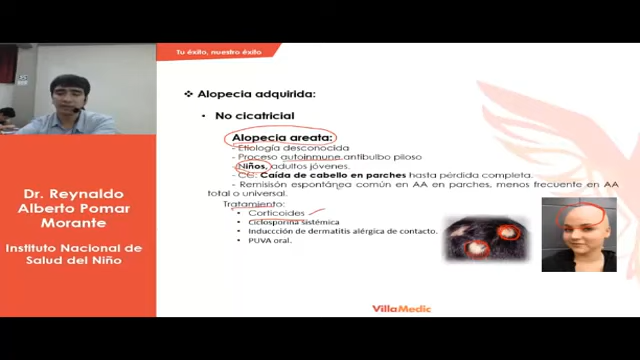 Tu éxito, nuestro éxito
❖ Alopecia adquirida:
• No cicatricial
Alopecia areata:
- Etiología desconocida
- Proceso autoinmune antibulbo piloso
- Niños, adultos jóvenes.
- CC: Caída de cabello en parches hasta pérdida completa.
- Remisión espontánea común en AA en parches, menos frecuente en AA
total o universal.
Tratamiento:
• Corticoides
• Ciclosporina sistémica
• Induccción de dermatitis alérgica de contacto.
• PUVA oral.
Dr. Reynaldo
Alberto Pomar
Morante
Instituto Nacional de
Salud del Niño
VillaMedic